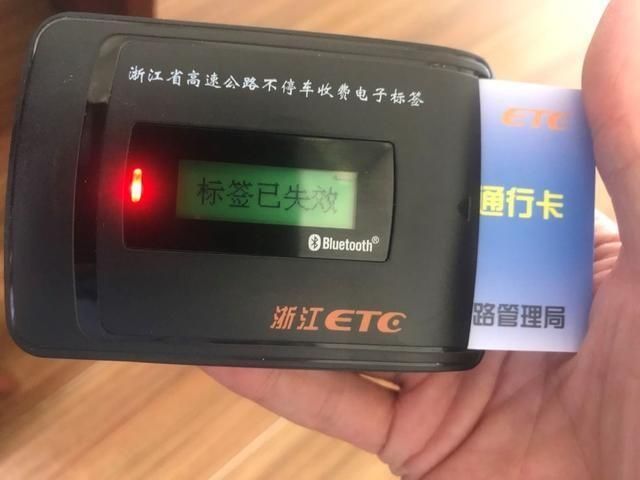 浙江省高速公路不停车收费电子标签
ETC
标签已失效
通行卡
Bluetooth®
浙江ETC
路管理局